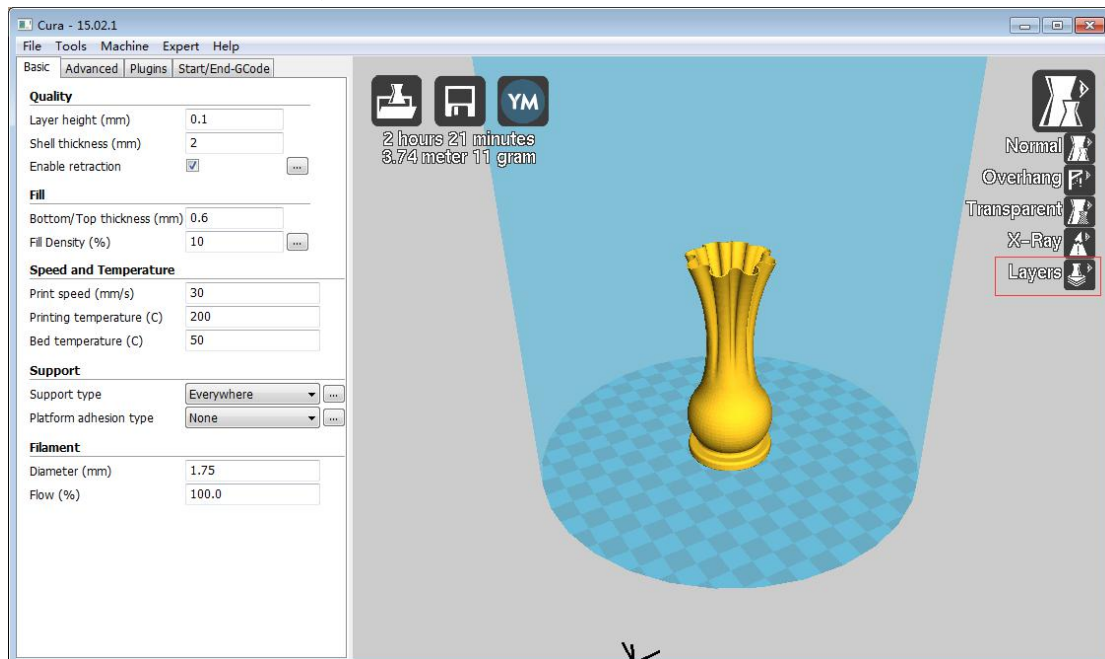 Cura - 15.02.1
File Tools Machine Expert Help
Basic Advanced Plugins Start/End-GCode
Quality
Layer height (mm) 0.1
Shell thickness (mm) 2
Enable retraction ...
Fill
Bottom/Top thickness (mm) 0.6
Fill Density (%) 10 ...
Speed and Temperature
Print speed (mm/s) 30
Printing temperature (C) 200
Bed temperature (C) 50
Support
Support type Everywhere ...
Platform adhesion type None ...
Filament
Diameter (mm) 1.75
Flow (%) 100.0
YM
2 hours 21 minutes
3.74 meter 11 gram
Normal
Overhang
Transparent
X-Ray
Layers